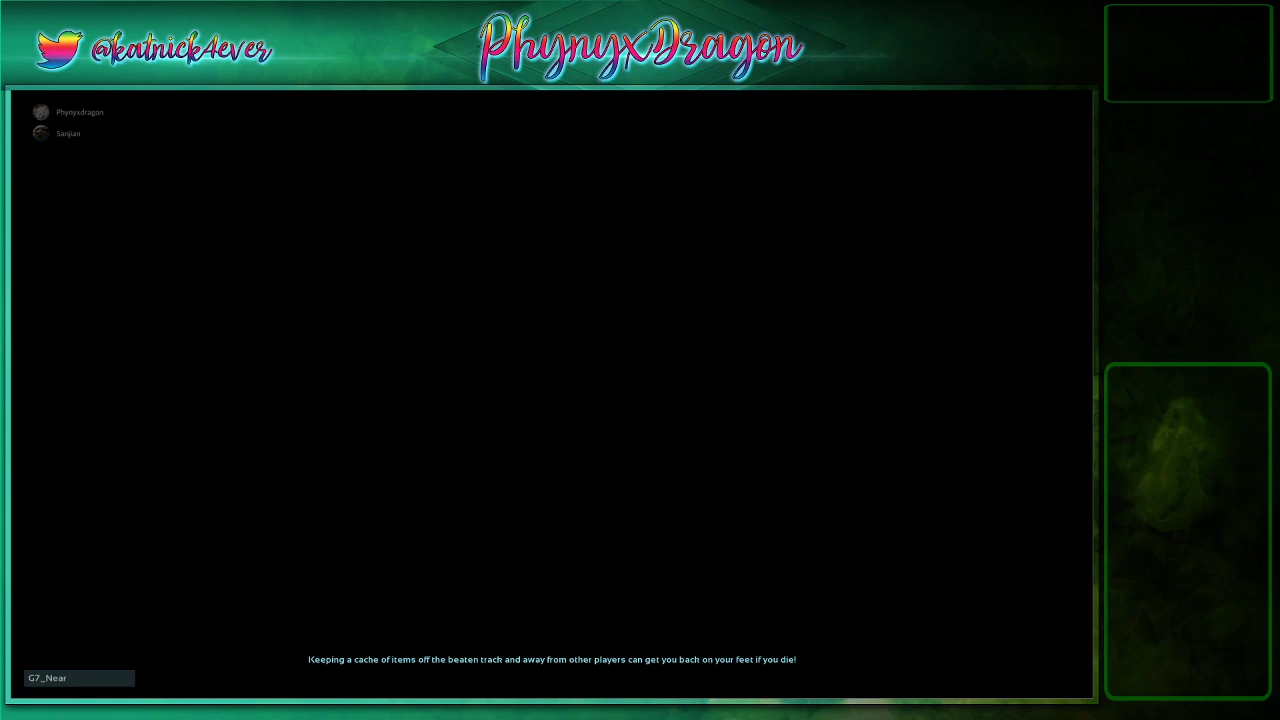 @katnick4ever
PhynyxDragon
Phynyxdragon
Sanjian
Keeping a cache of items off the beaten track and away from other players can get you back on your feet if you die!
G7_Near